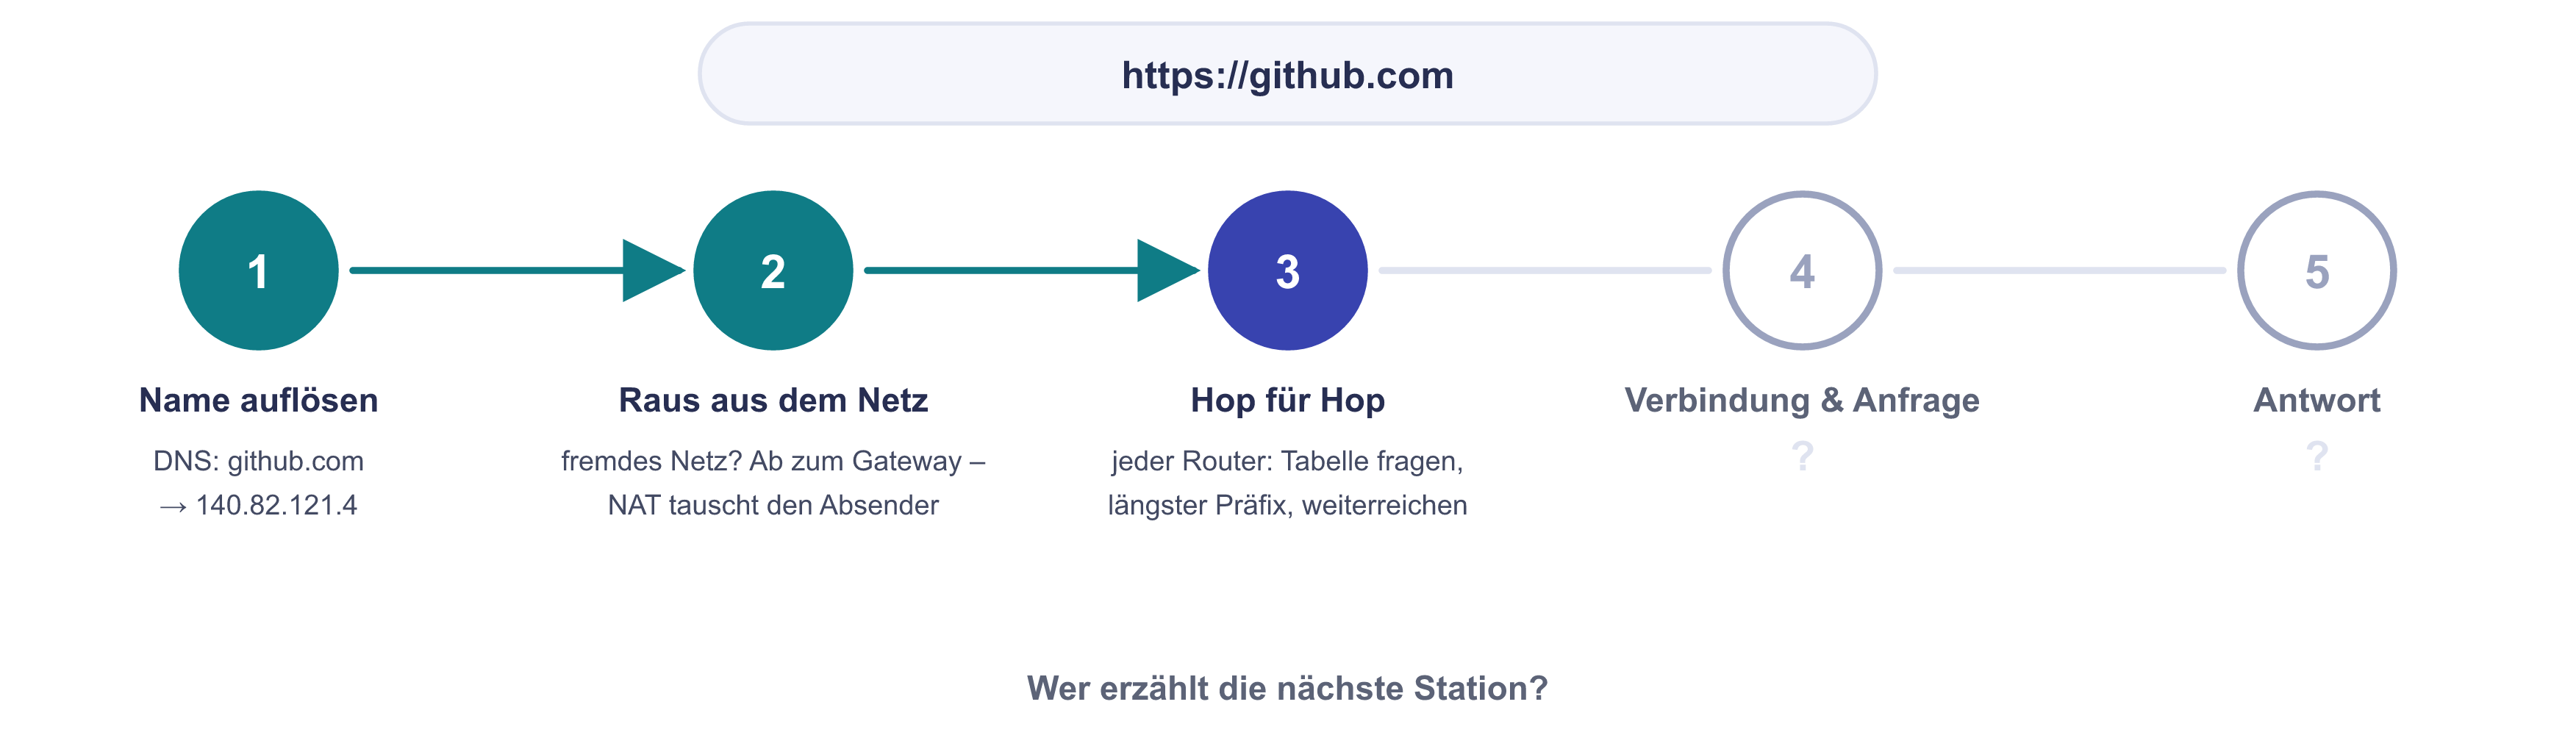 https://github.com
1
2
3
4
5
Name auflösen
DNS: github.com
→ 140.82.121.4
Raus aus dem Netz
fremdes Netz? Ab zum Gateway –
NAT tauscht den Absender
Hop für Hop
jeder Router: Tabelle fragen,
längster Präfix, weiterreichen
Verbindung & Anfrage
?
Antwort
?
Wer erzählt die nächste Station?